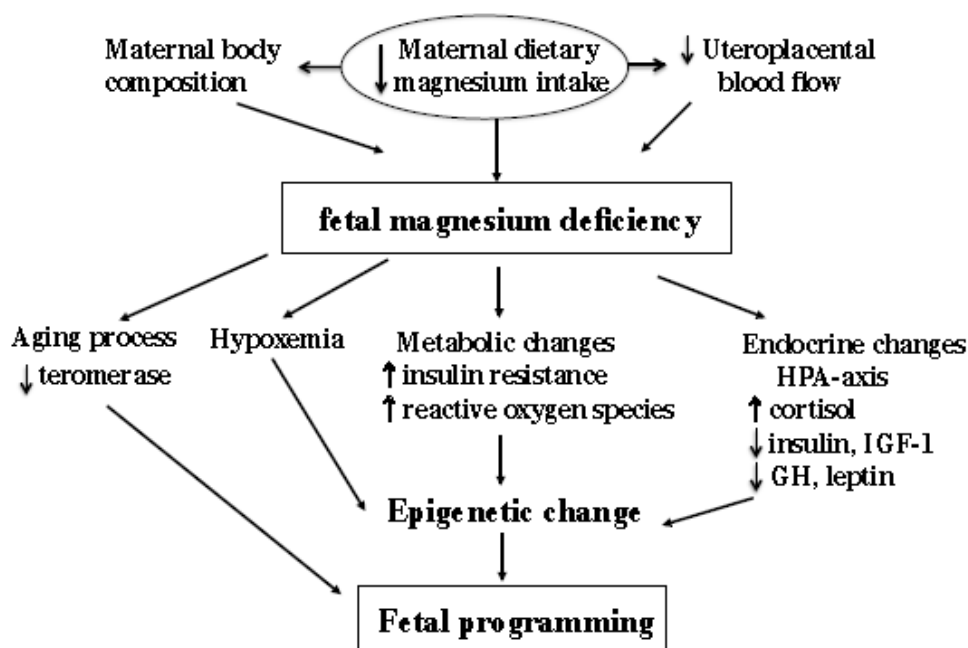 Maternal body
composition
↓ Maternal dietary
magnesium intake
↓ Uteroplacental
blood flow
fetal magnesium deficiency
Aging process
↓ teromerase
Hypoxemia
Metabolic changes
↑ insulin resistance
↑ reactive oxygen species
Endocrine changes
HPA-axis
↑ cortisol
↓ insulin, IGF-1
↓ GH, leptin
Epigenetic change
Fetal programming